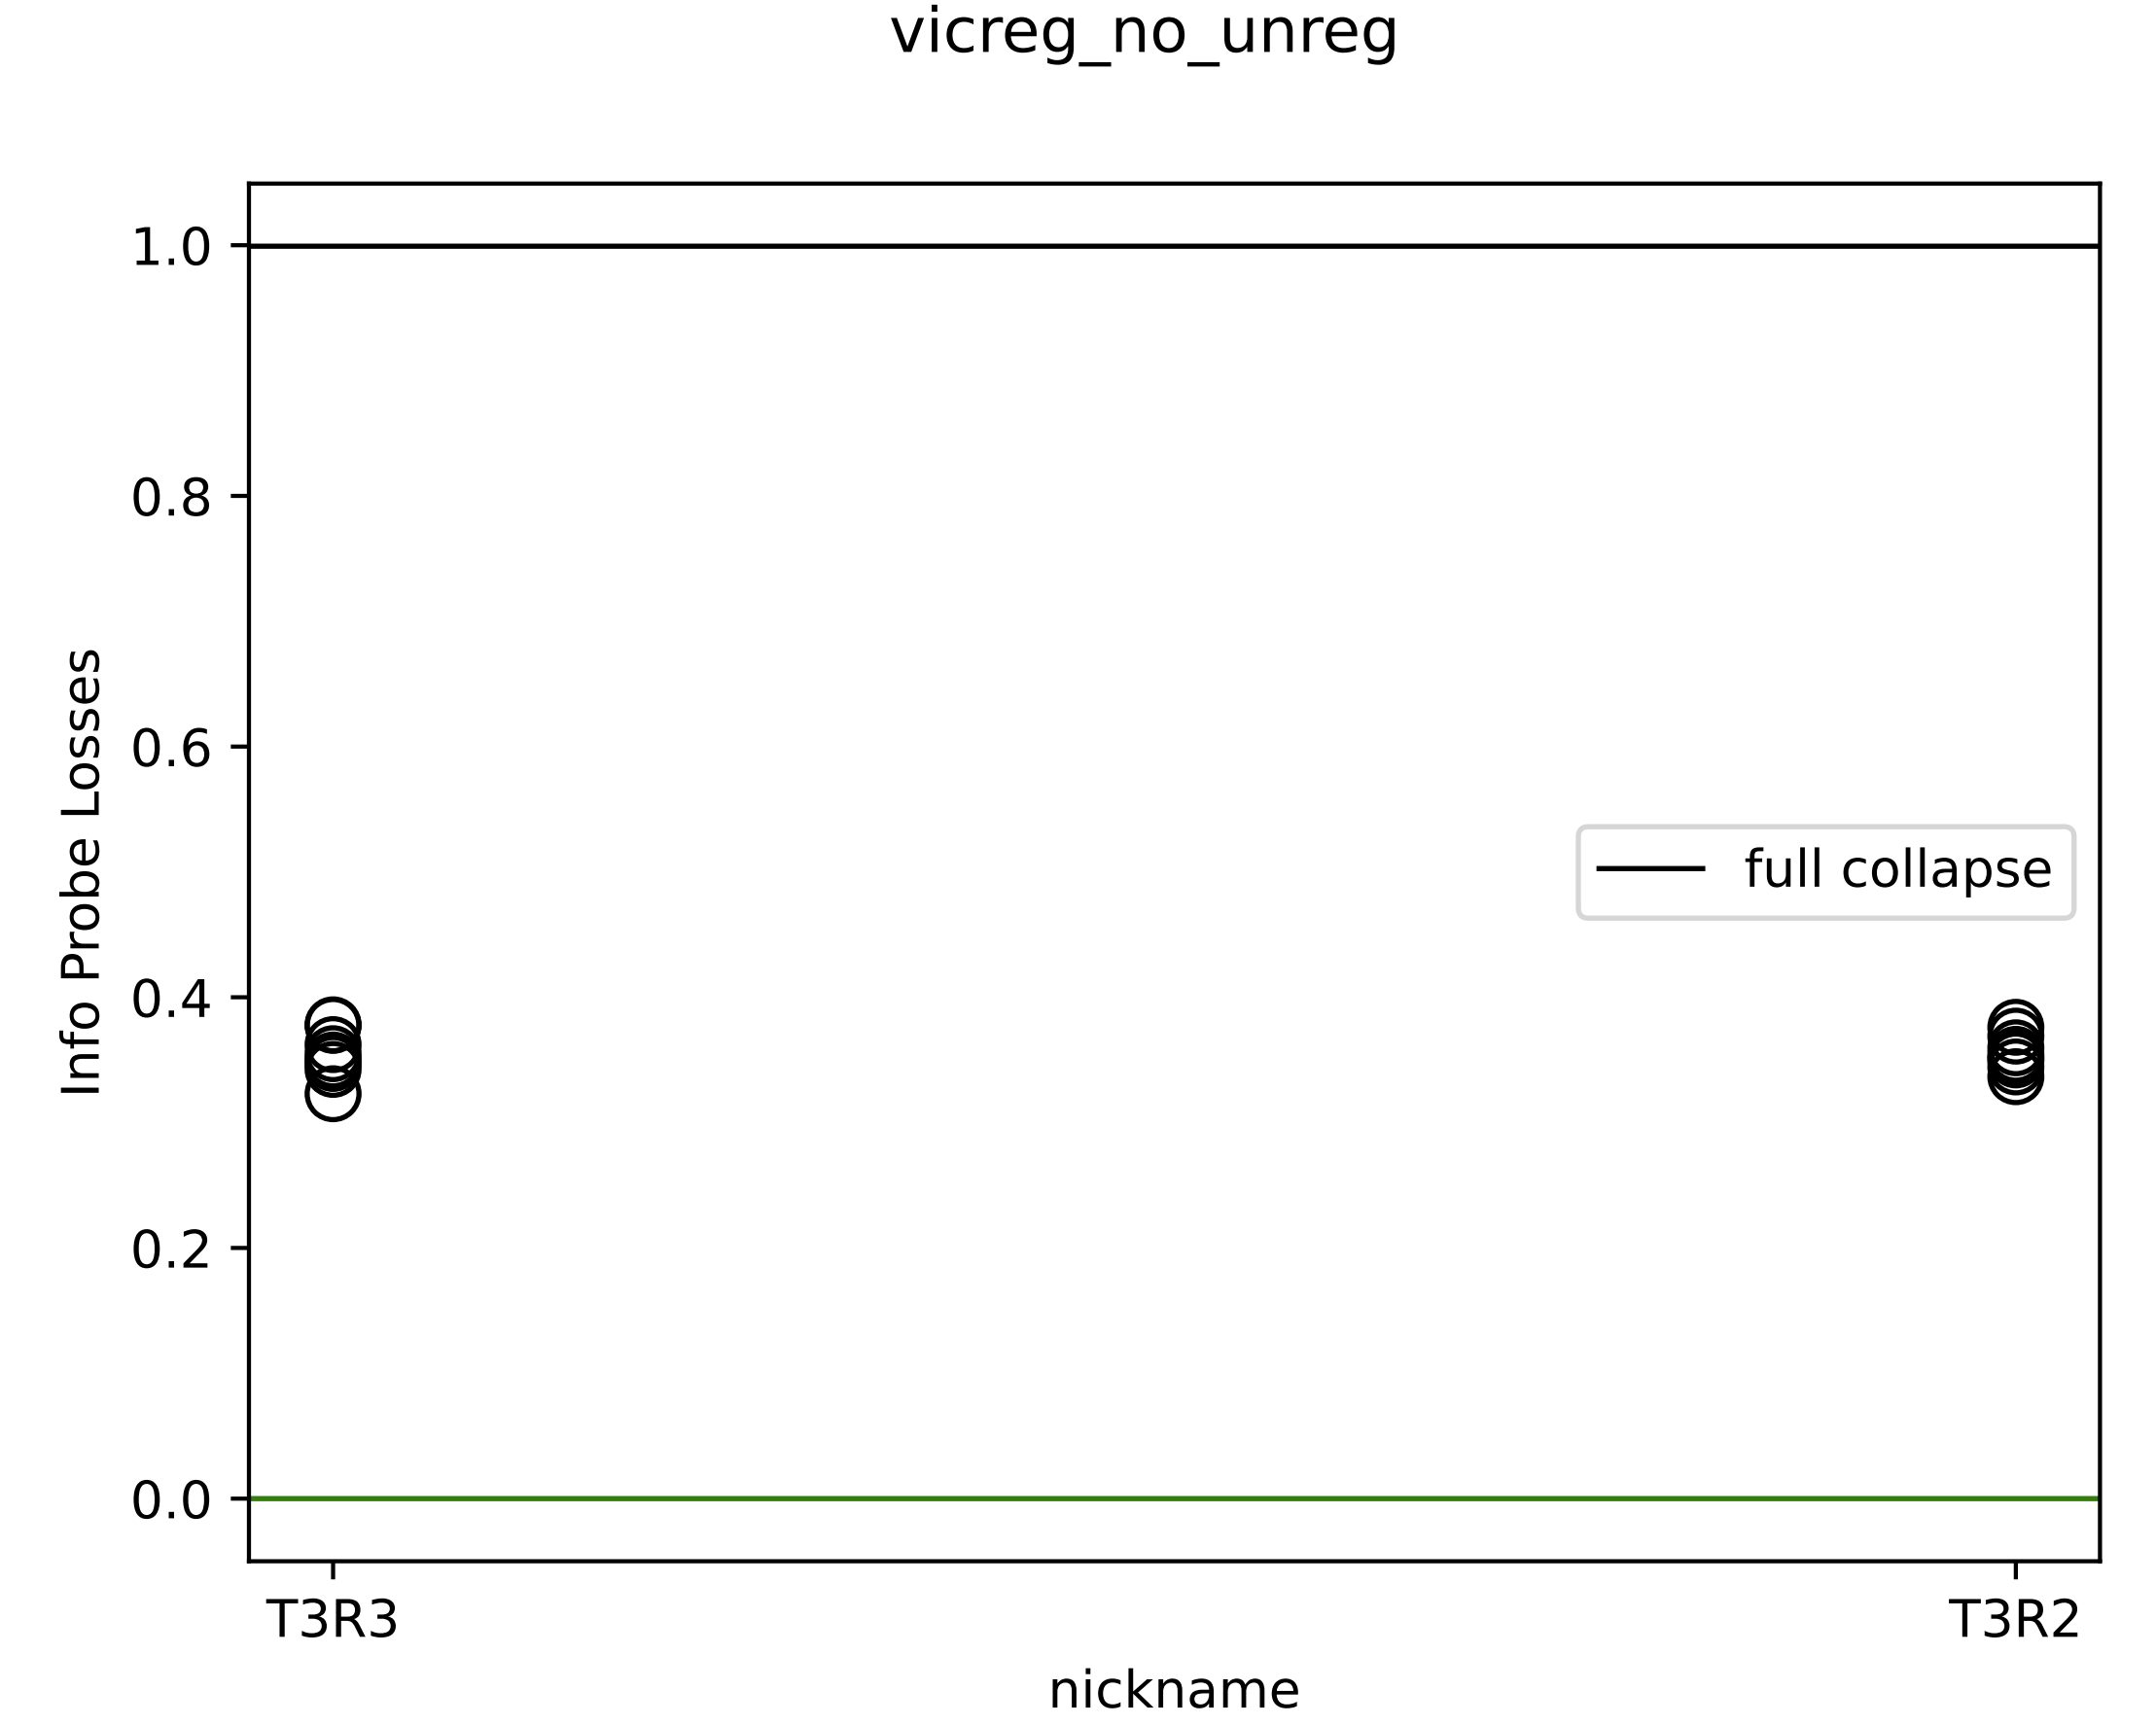 vicreg_no_unreg
1.0
0.8
0.6
0.4
0.2
0.0
Info Probe Losses
full collapse
T3R3
T3R2
nickname